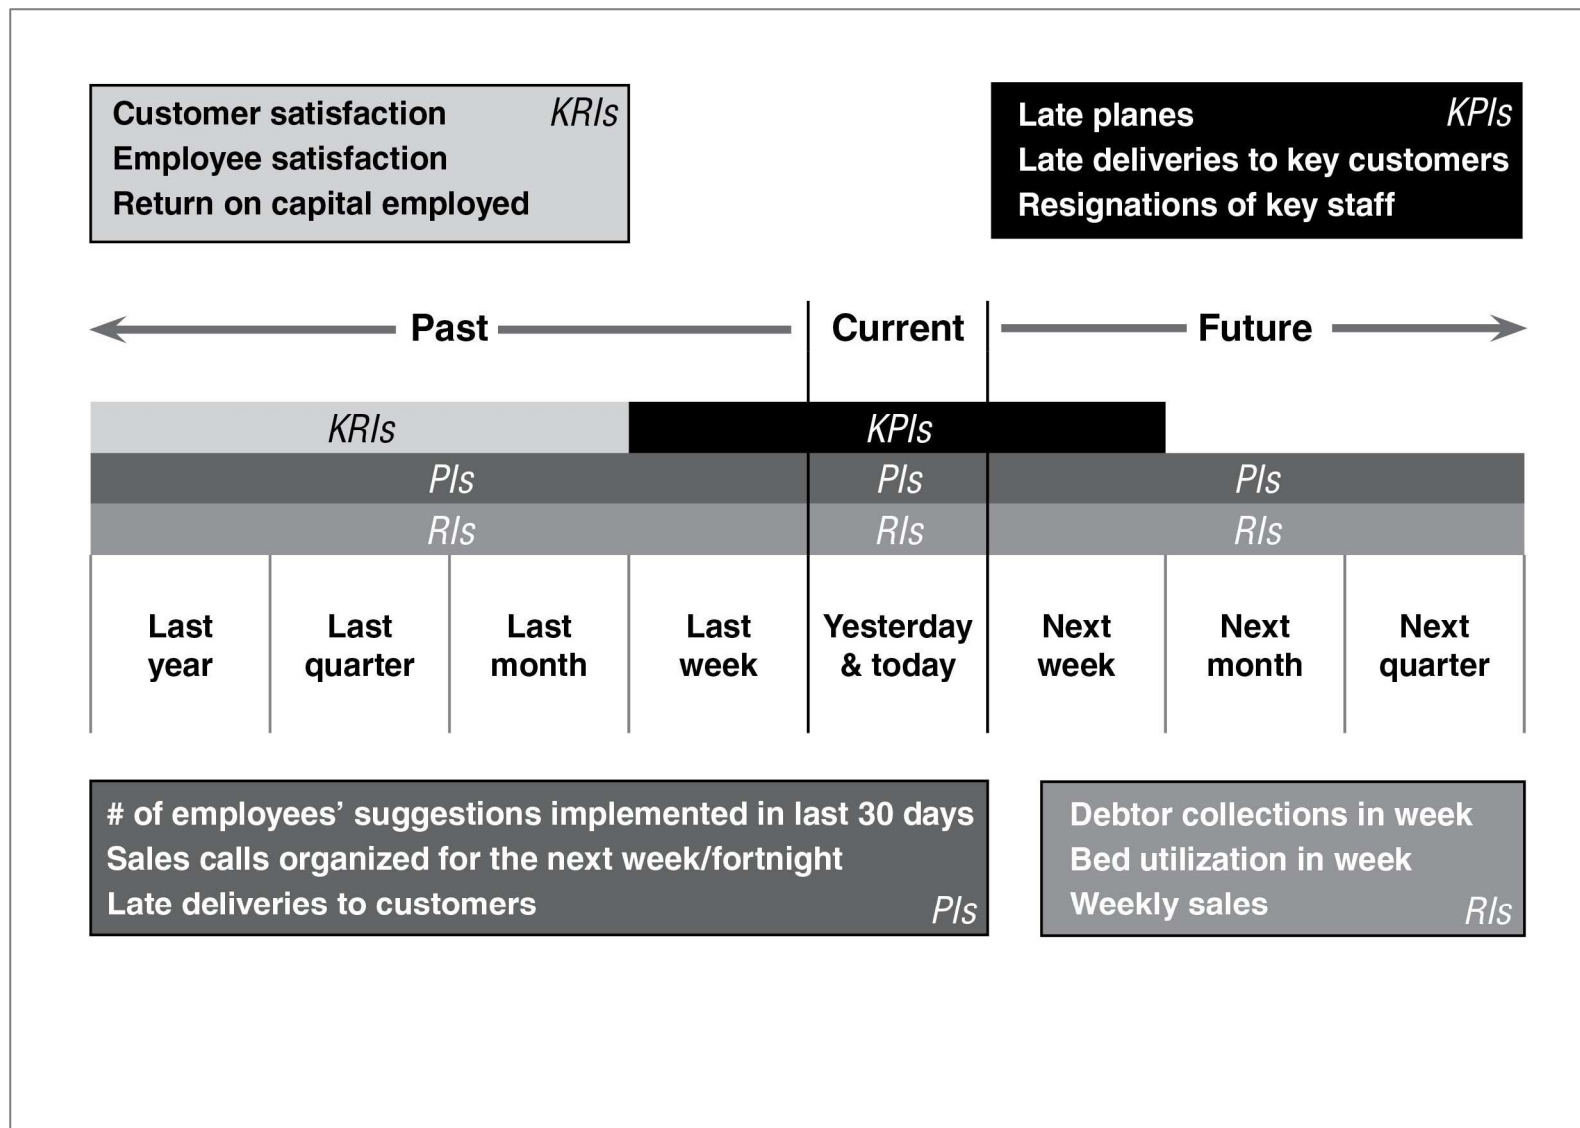 Customer satisfaction KRIs
Employee satisfaction
Return on capital employed
Late planes KPIs
Late deliveries to key customers
Resignations of key staff
Past Current Future
KRIs KPIs
PIs PIs PIs
RIs RIs RIs
Last year
Last quarter
Last month
Last week
Yesterday & today
Next week
Next month
Next quarter
# of employees’ suggestions implemented in last 30 days
Sales calls organized for the next week/fortnight
Late deliveries to customers PIs
Debtor collections in week
Bed utilization in week
Weekly sales RIs